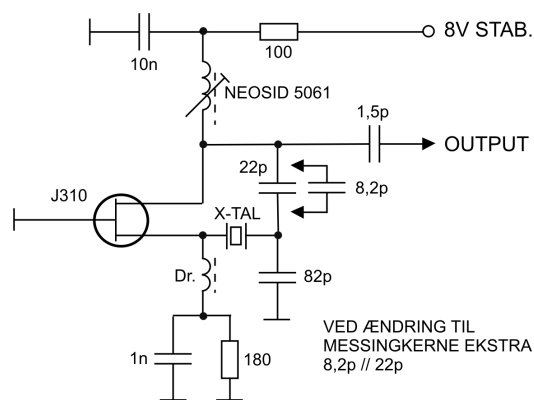 8V STAB.
10n
100
NEOSID 5061
1,5p
OUTPUT
22p
8,2p
J310
X-TAL
Dr.
82p
1n
180
VED ÆNDRING TIL
MESSINGKERNE EKSTRA
8,2p // 22p